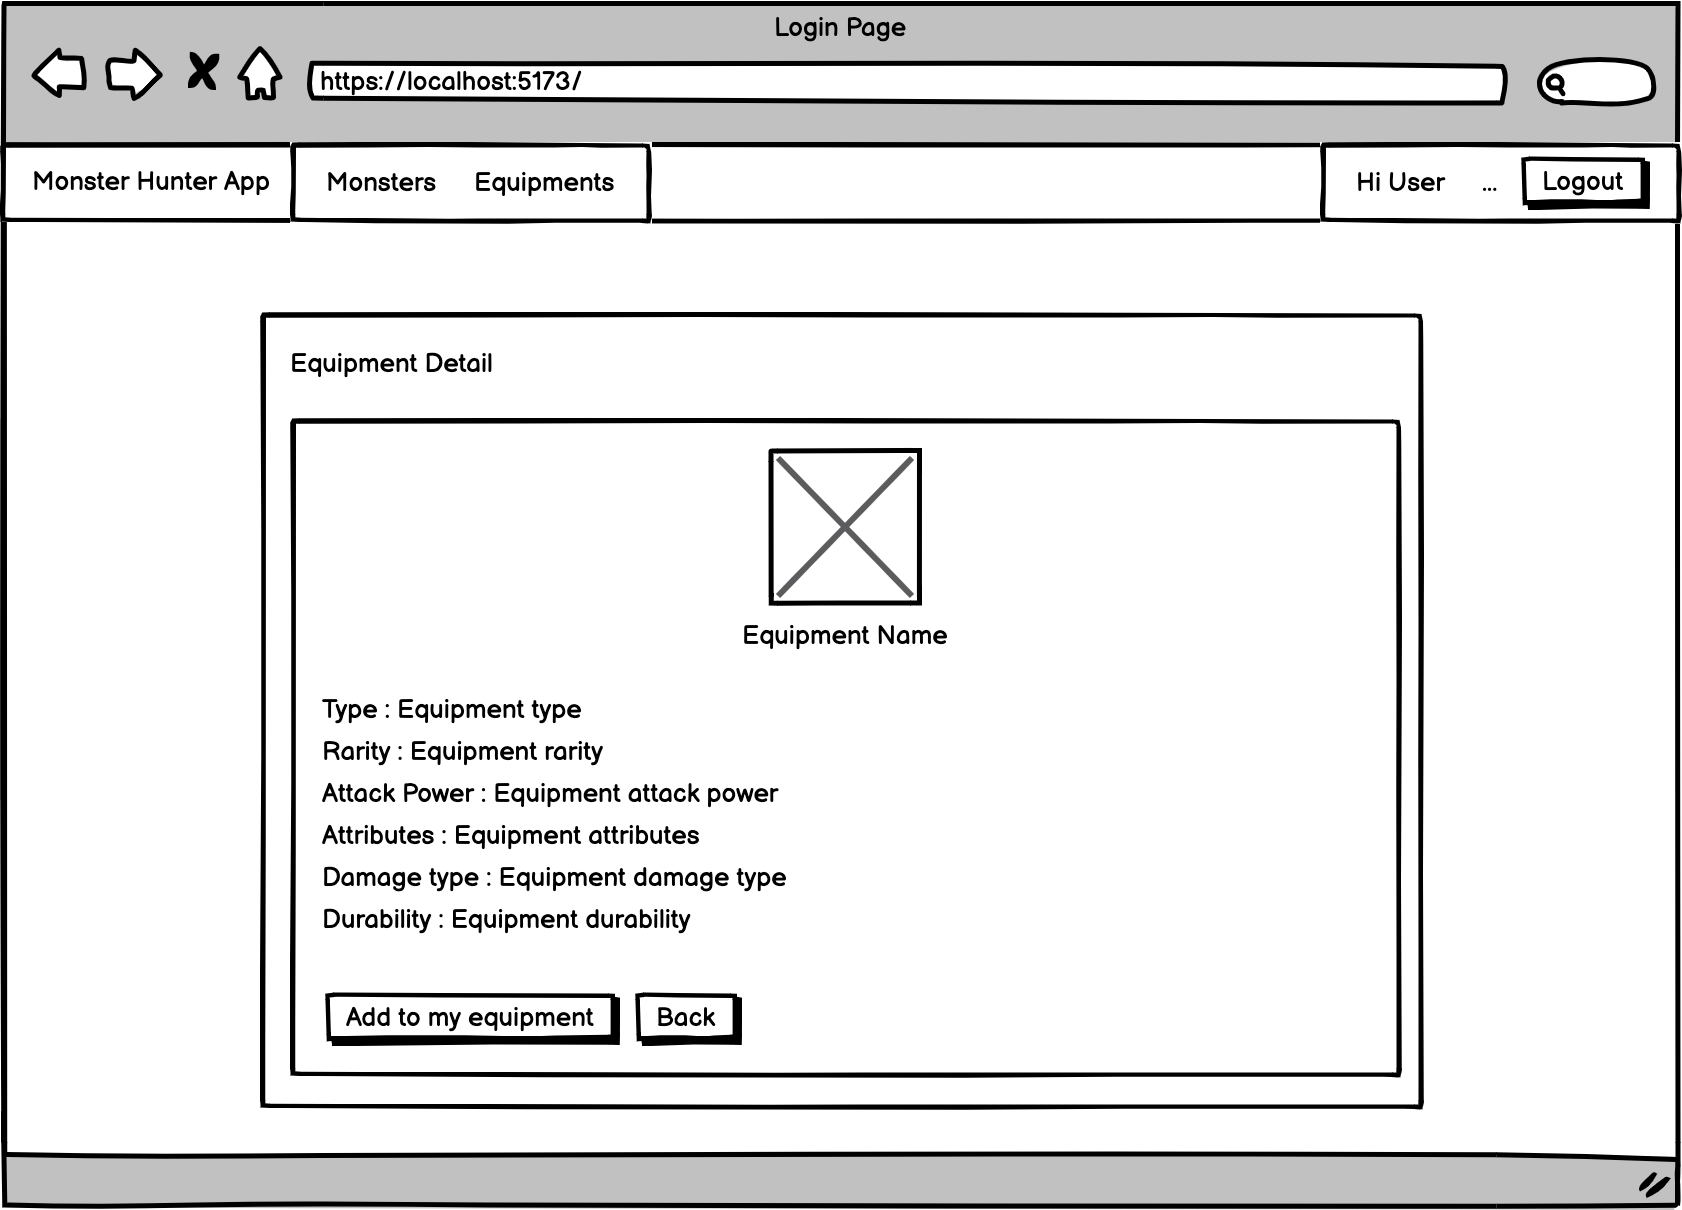 Login Page
https://localhost:5173/
Monster Hunter App
Monsters
Equipments
Hi User
...
Logout
Equipment Detail
Equipment Name
Type : Equipment type
Rarity : Equipment rarity
Attack Power : Equipment attack power
Attributes : Equipment attributes
Damage type : Equipment damage type
Durability : Equipment durability
Add to my equipment
Back